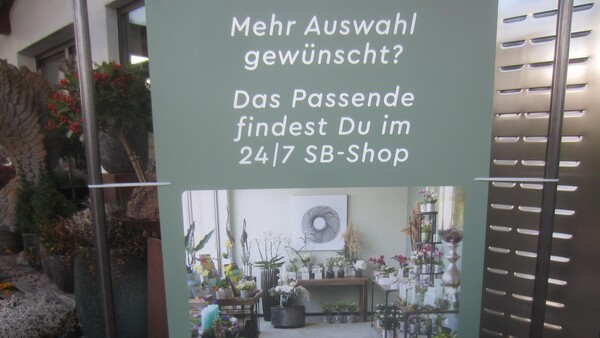 Mehr Auswahl
gewünscht?
Das Passende
findest Du im
24|7 SB-Shop